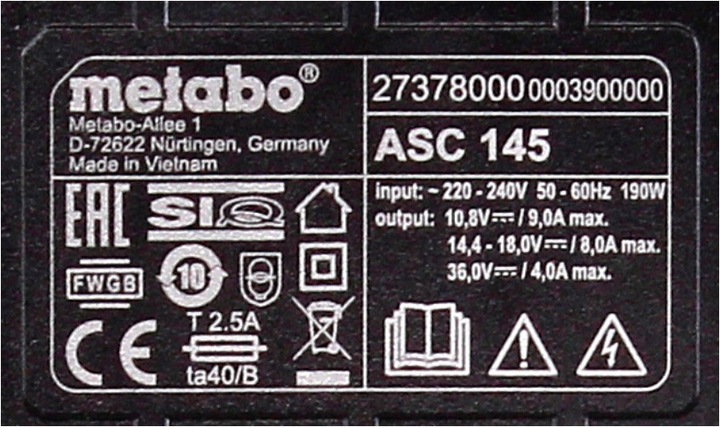 metabo®
Metabo-Allee 1
D-72622 Nürtingen, Germany
Made in Vietnam
27378000 0003900000
ASC 145
input: ~ 220 - 240V 50 - 60Hz 190W
output: 10,8V⎓ / 9,0A max.
14,4 - 18,0V⎓ / 8,0A max.
36,0V⎓ / 4,0A max.
EAC
SIQ
FWGB
10
T 2.5A
ta40/B
CE